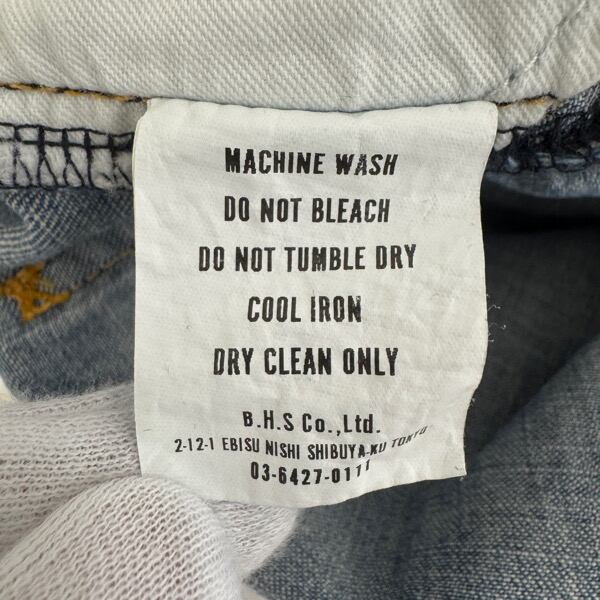 MACHINE WASH
DO NOT BLEACH
DO NOT TUMBLE DRY
COOL IRON
DRY CLEAN ONLY
B.H.S Co.,Ltd.
2-12-1 EBISU NISHI SHIBUYA-KU TOKYO
03-6427-0111